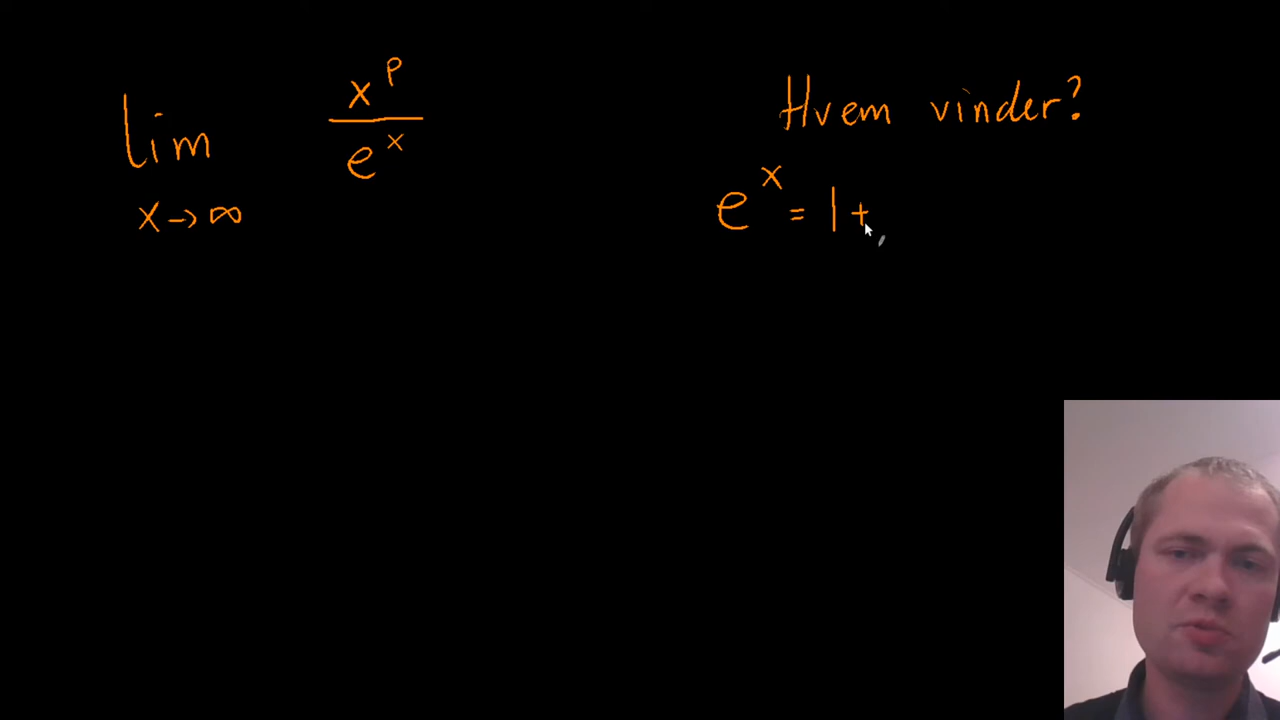 lim x^p / e^x
x → ∞
Hvem vinder?
e^x = 1 +